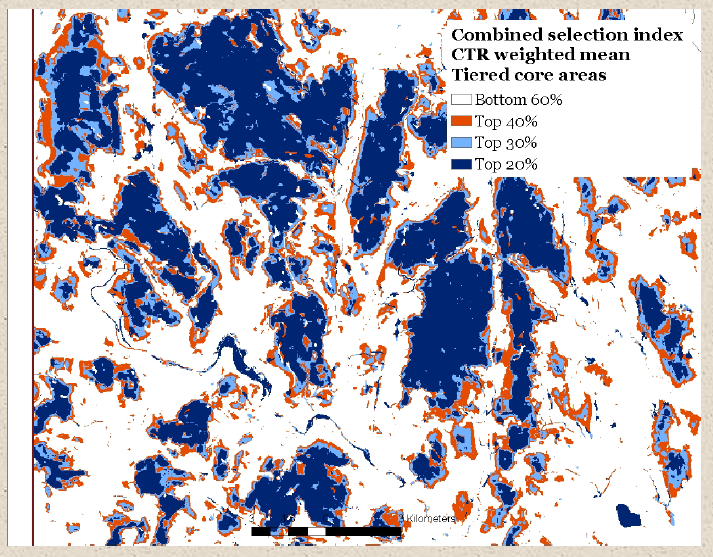 Combined selection index
CTR weighted mean
Tiered core areas
Bottom 60%
Top 40%
Top 30%
Top 20%
Kilometers